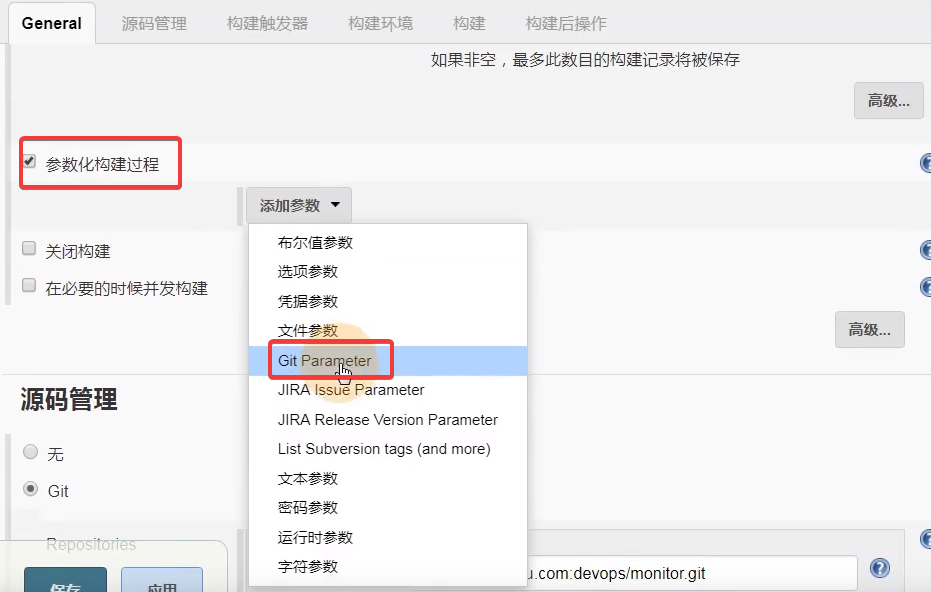 General 源码管理 构建触发器 构建环境 构建 构建后操作
如果非空，最多此数目的构建记录将被保存
高级...
参数化构建过程
添加参数
布尔值参数
关闭构建
选项参数
在必要的时候并发构建
凭据参数
文件参数
高级...
Git Parameter
JIRA Issue Parameter
源码管理
JIRA Release Version Parameter
无
List Subversion tags (and more)
文本参数
Git
密码参数
运行时参数
Repositories
字符参数
u.com:devops/monitor.git
保存 应用